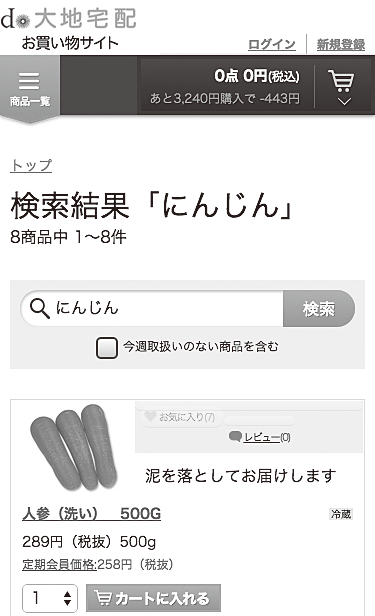 do 大地宅配
お買い物サイト
ログイン 新規登録
商品一覧
0点 0円(税込)
あと3,240円購入で -443円
トップ
検索結果「にんじん」
8商品中 1〜8件
にんじん 検索
今週取扱いのない商品を含む
お気に入り(7)
レビュー(0)
泥を落としてお届けします
人参（洗い） 500G 冷蔵
289円（税抜）500g
定期会員価格:258円（税抜）
1 カートに入れる